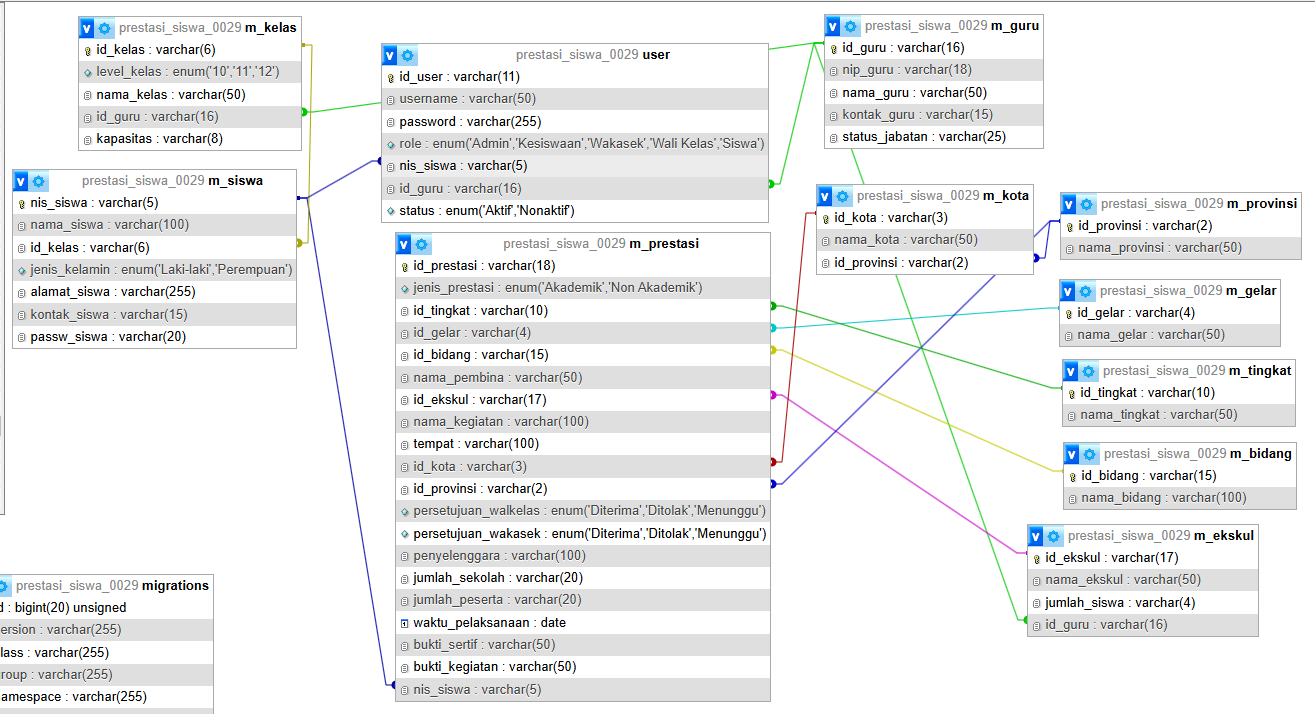 prestasi_siswa_0029 m_kelas
id_kelas : varchar(6)
level_kelas : enum('10','11','12')
nama_kelas : varchar(50)
id_guru : varchar(16)
kapasitas : varchar(8)
prestasi_siswa_0029 m_siswa
nis_siswa : varchar(5)
nama_siswa : varchar(100)
id_kelas : varchar(6)
jenis_kelamin : enum('Laki-laki','Perempuan')
alamat_siswa : varchar(255)
kontak_siswa : varchar(15)
passw_siswa : varchar(20)
prestasi_siswa_0029 migrations
d : bigint(20) unsigned
ersion : varchar(255)
lass : varchar(255)
roup : varchar(255)
amespace : varchar(255)
prestasi_siswa_0029 user
id_user : varchar(11)
username : varchar(50)
password : varchar(255)
role : enum('Admin','Kesiswaan','Wakasek','Wali Kelas','Siswa')
nis_siswa : varchar(5)
id_guru : varchar(16)
status : enum('Aktif','Nonaktif')
prestasi_siswa_0029 m_prestasi
id_prestasi : varchar(18)
jenis_prestasi : enum('Akademik','Non Akademik')
id_tingkat : varchar(10)
id_gelar : varchar(4)
id_bidang : varchar(15)
nama_pembina : varchar(50)
id_ekskul : varchar(17)
nama_kegiatan : varchar(100)
tempat : varchar(100)
id_kota : varchar(3)
id_provinsi : varchar(2)
persetujuan_walkelas : enum('Diterima','Ditolak','Menunggu')
persetujuan_wakasek : enum('Diterima','Ditolak','Menunggu')
penyelenggara : varchar(100)
jumlah_sekolah : varchar(20)
jumlah_peserta : varchar(20)
waktu_pelaksanaan : date
bukti_sertif : varchar(50)
bukti_kegiatan : varchar(50)
nis_siswa : varchar(5)
prestasi_siswa_0029 m_guru
id_guru : varchar(16)
nip_guru : varchar(18)
nama_guru : varchar(50)
kontak_guru : varchar(15)
status_jabatan : varchar(25)
prestasi_siswa_0029 m_kota
id_kota : varchar(3)
nama_kota : varchar(50)
id_provinsi : varchar(2)
prestasi_siswa_0029 m_provinsi
id_provinsi : varchar(2)
nama_provinsi : varchar(50)
prestasi_siswa_0029 m_gelar
id_gelar : varchar(4)
nama_gelar : varchar(50)
prestasi_siswa_0029 m_tingkat
id_tingkat : varchar(10)
nama_tingkat : varchar(50)
prestasi_siswa_0029 m_bidang
id_bidang : varchar(15)
nama_bidang : varchar(100)
prestasi_siswa_0029 m_ekskul
id_ekskul : varchar(17)
nama_ekskul : varchar(50)
jumlah_siswa : varchar(4)
id_guru : varchar(16)